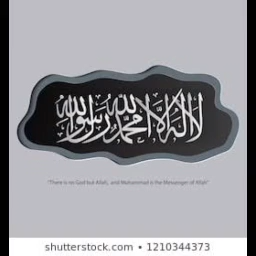 لا إله إلا الله محمد رسول الله
"There is no God but Allah, and Muhammad is the Messenger of Allah"
www.shutterstock.com • 1210344373